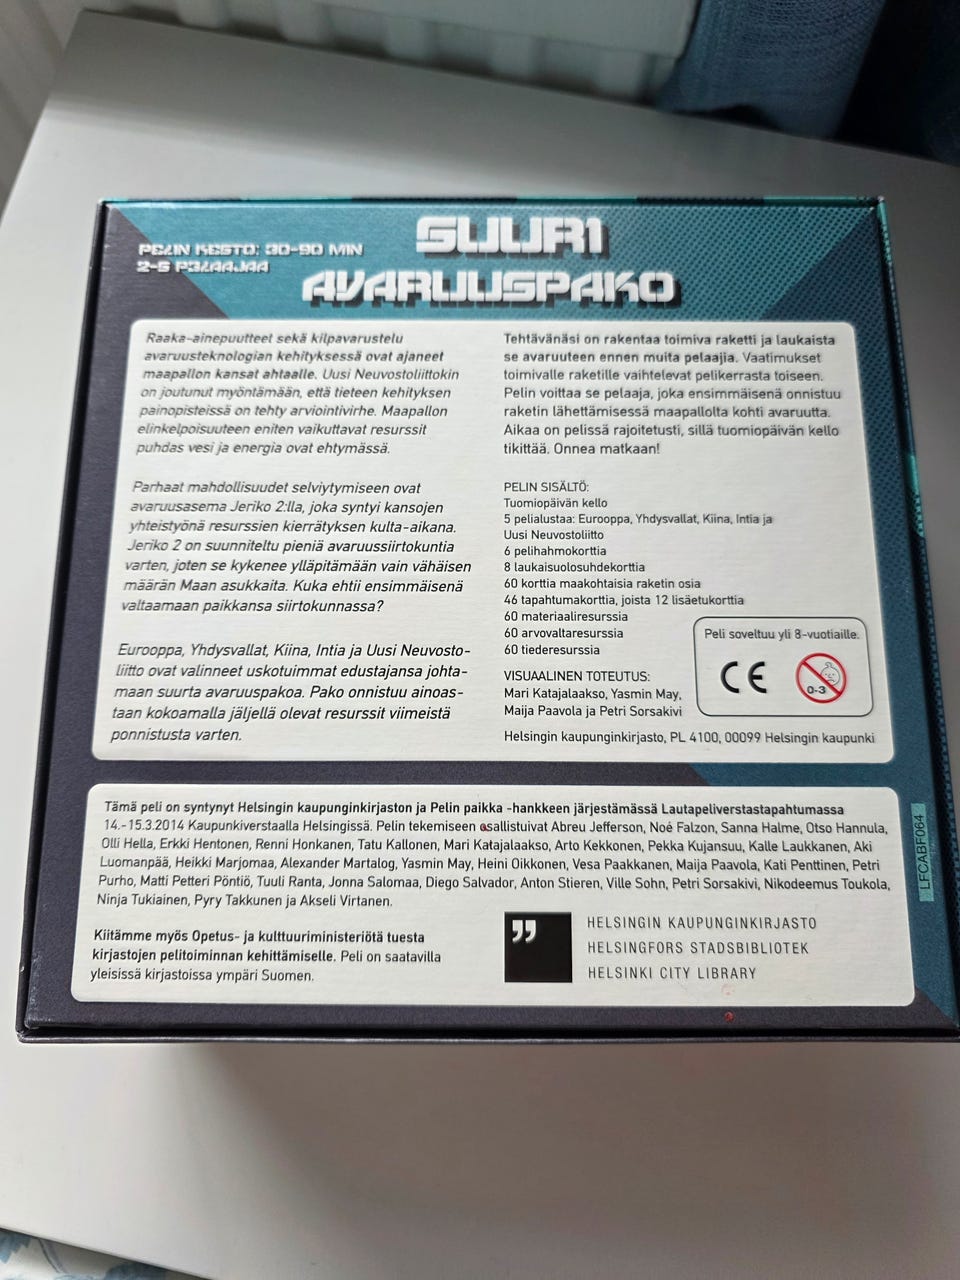 PELIN KESTO: 30-90 MIN
2-5 PELAAJAA
SUURI
AVARUUSPAKO
Raaka-ainepuutteet sekä kilpavarustelu
avaruusteknologian kehityksessä ovat ajaneet
maapallon kansat ahtaalle. Uusi Neuvostoliittokin
on joutunut myöntämään, että tieteen kehityksen
painopisteissä on tehty arviointivirhe. Maapallon
elinkelpoisuuteen eniten vaikuttavat resurssit
puhdas vesi ja energia ovat ehtymässä.
Parhaat mahdollisuudet selviytymiseen ovat
avaruusasema Jeriko 2:lla, joka syntyi kansojen
yhteistyönä resurssien kierrätyksen kulta-aikana.
Jeriko 2 on suunniteltu pieniä avaruussiirtokuntia
varten, joten se kykenee ylläpitämään vain vähäisen
määrän Maan asukkaita. Kuka ehtii ensimmäisenä
valtaamaan paikkansa siirtokunnassa?
Eurooppa, Yhdysvallat, Kiina, Intia ja Uusi Neuvosto-
liitto ovat valinneet uskotuimmat edustajansa johta-
maan suurta avaruuspakoa. Pako onnistuu ainoas-
taan kokoamalla jäljellä olevat resurssit viimeistä
ponnistusta varten.
Tehtävänäsi on rakentaa toimiva raketti ja laukaista
se avaruuteen ennen muita pelaajia. Vaatimukset
toimivalle raketille vaihtelevat pelikerrasta toiseen.
Pelin voittaa se pelaaja, joka ensimmäisenä onnistuu
raketin lähettämisessä maapallolta kohti avaruutta.
Aikaa on pelissä rajoitetusti, sillä tuomiopäivän kello
tikittää. Onnea matkaan!
PELIN SISÄLTÖ:
Tuomiopäivän kello
5 pelialustaa: Eurooppa, Yhdysvallat, Kiina, Intia ja
Uusi Neuvostoliitto
6 pelihahmokorttia
8 laukaisuolosuhdekorttia
60 korttia maakohtaisia raketin osia
46 tapahtumakorttia, joista 12 lisäetukorttia
60 materiaaliresurssia
60 arvovaltaresurssia
60 tiederesurssia
VISUAALINEN TOTEUTUS:
Mari Katajalaakso, Yasmin May,
Maija Paavola ja Petri Sorsakivi
Peli soveltuu yli 8-vuotiaille.
CE
0-3
Helsingin kaupunginkirjasto, PL 4100, 00099 Helsingin kaupunki
Tämä peli on syntynyt Helsingin kaupunginkirjaston ja Pelin paikka -hankkeen järjestämässä Lautapeliverstastapahtumassa
14.-15.3.2014 Kaupunkiverstaalla Helsingissä. Pelin tekemiseen osallistuivat Abreu Jefferson, Noé Falzon, Sanna Halme, Otso Hannula,
Olli Hella, Erkki Hentonen, Renni Honkanen, Tatu Kallonen, Mari Katajalaakso, Arto Kekkonen, Pekka Kujansuu, Kalle Laukkanen, Aki
Luomanpää, Heikki Marjomaa, Alexander Martalog, Yasmin May, Heini Oikkonen, Vesa Paakkanen, Maija Paavola, Kati Penttinen, Petri
Purho, Matti Petteri Pöntiö, Tuuli Ranta, Jonna Salomaa, Diego Salvador, Anton Stieren, Ville Sohn, Petri Sorsakivi, Nikodeemus Toukola,
Ninja Tukiainen, Pyry Takkunen ja Akseli Virtanen.
Kiitämme myös Opetus- ja kulttuuriministeriötä tuesta
kirjastojen pelitoiminnan kehittämiselle. Peli on saatavilla
yleisissä kirjastoissa ympäri Suomen.
HELSINGIN KAUPUNGINKIRJASTO
HELSINGFORS STADSBIBLIOTEK
HELSINKI CITY LIBRARY
LFCABF064